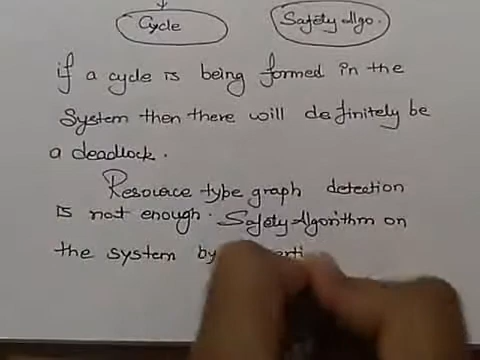 Cycle
Safety Algo.
if a cycle is being formed in the
System then there will definitely be
a deadlock.
Resource type graph detection
is not enough. Safety Algorithm on
the system by